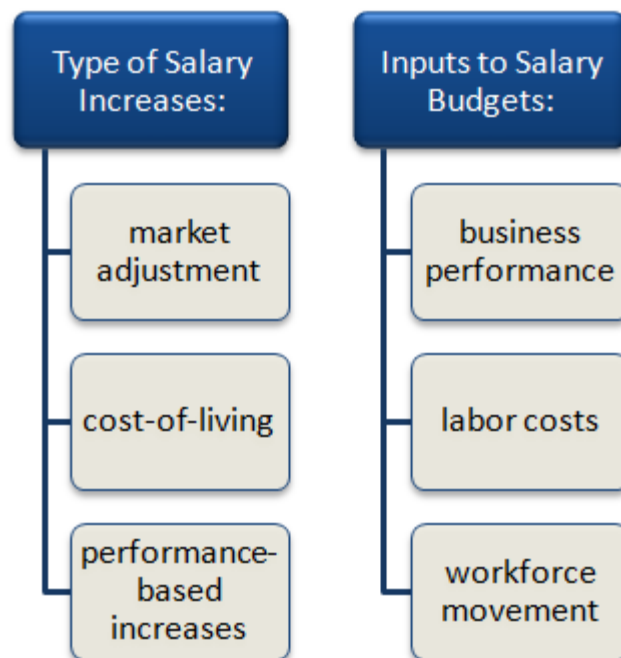 Type of Salary
Increases:
market
adjustment
cost-of-living
performance-
based
increases
Inputs to Salary
Budgets:
business
performance
labor costs
workforce
movement